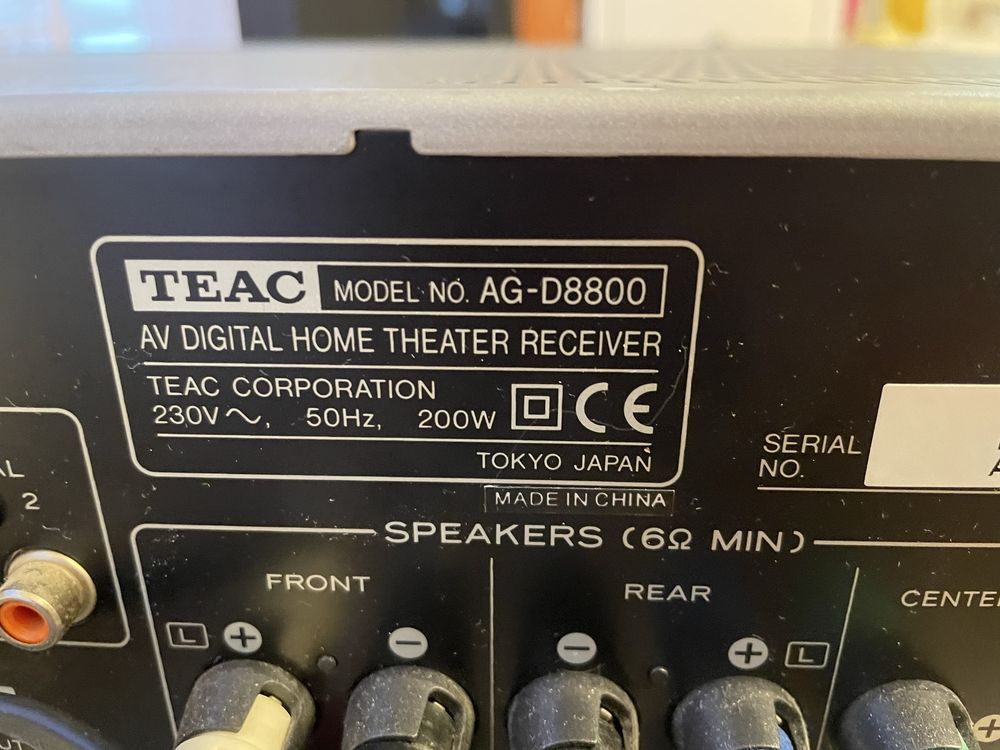 TEAC MODEL NO. AG-D8800
AV DIGITAL HOME THEATER RECEIVER
TEAC CORPORATION
230V~, 50Hz, 200W CE
TOKYO JAPAN
MADE IN CHINA
SERIAL
NO.
2
SPEAKERS (6Ω MIN)
FRONT
REAR
L + − − + L
+